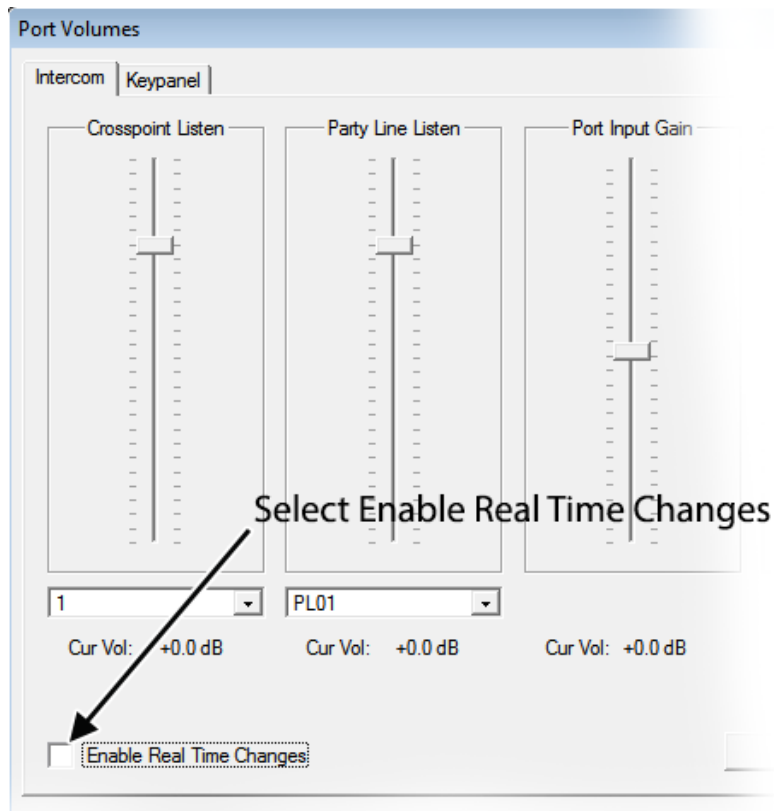 Port Volumes
Intercom
Keypanel
Crosspoint Listen
Party Line Listen
Port Input Gain
Select Enable Real Time Changes
1
PL01
Cur Vol: +0.0 dB
Cur Vol: +0.0 dB
Cur Vol: +0.0 dB
Enable Real Time Changes